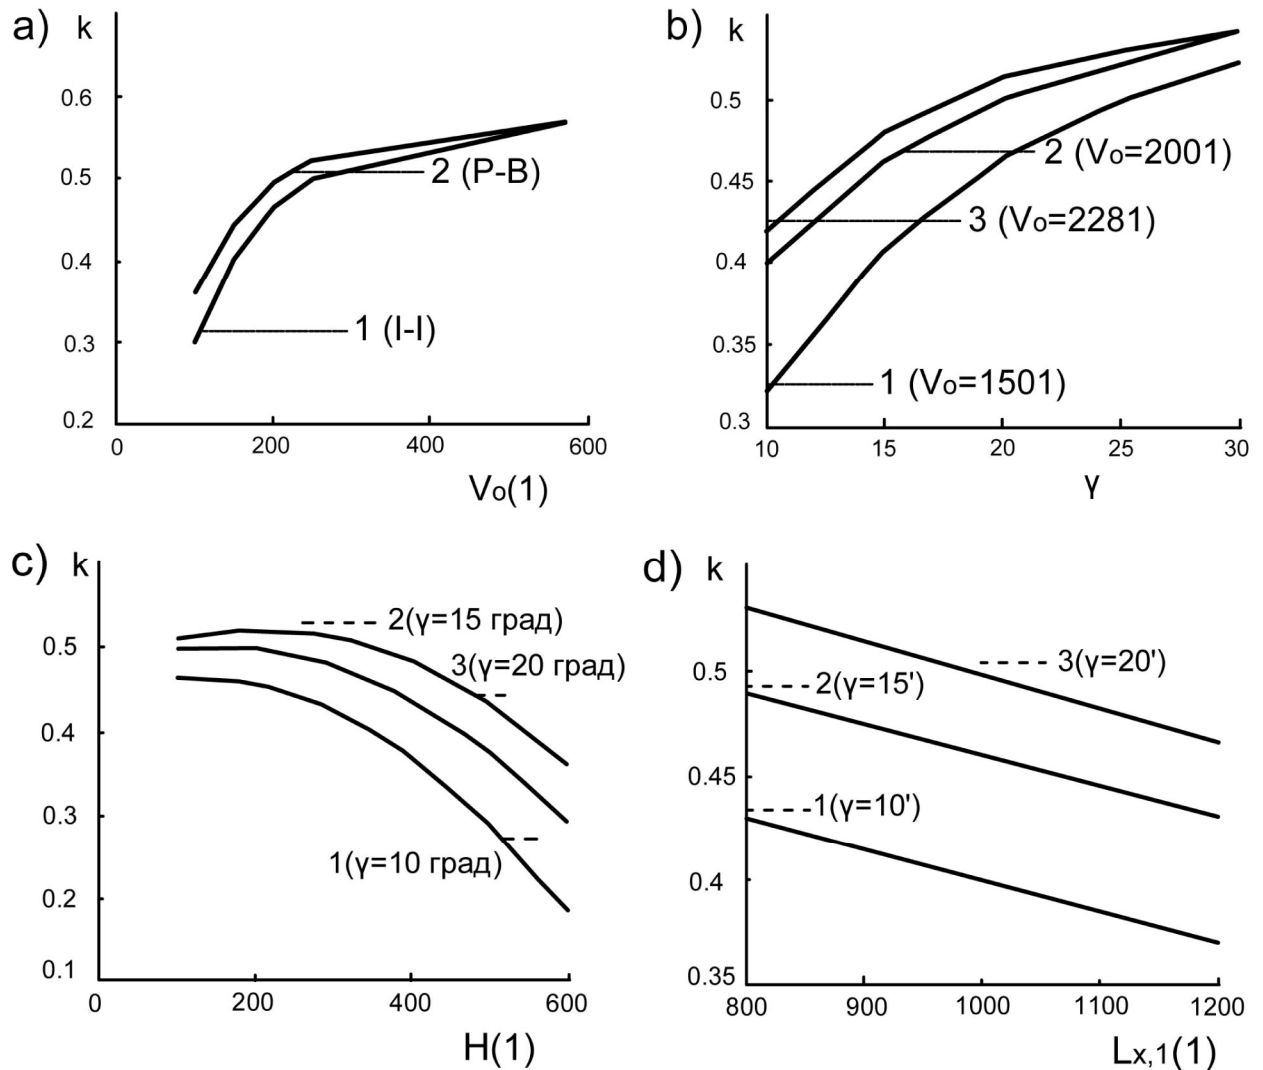 a) k
0.6
0.5
0.4
0.3
0.2
2 (P-B)
1 (I-I)
0 200 400 600
Vo(1)
b) k
0.5
0.45
0.4
0.35
0.3
2 (Vo=2001)
3 (Vo=2281)
1 (Vo=1501)
10 15 20 25 30
γ
c) k
0.5
0.4
0.3
0.2
0.1
2(γ=15 град)
3(γ=20 град)
1(γ=10 град)
0 200 400 600
H(1)
d) k
0.5
0.45
0.4
0.35
3(γ=20')
2(γ=15')
1(γ=10')
800 900 1000 1100 1200
Lx,1(1)